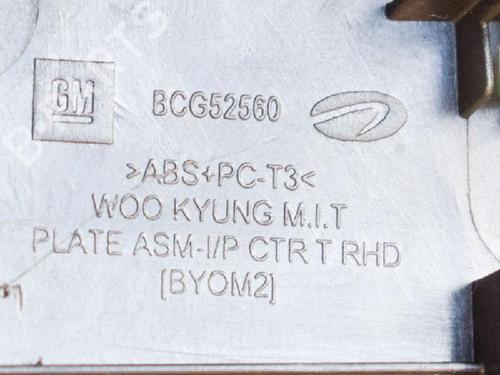 GM BCG52560
>ABS+PC-T3<
WOO KYUNG M.I.T
PLATE ASM-I/P CTR T RHD
[BYOM2]